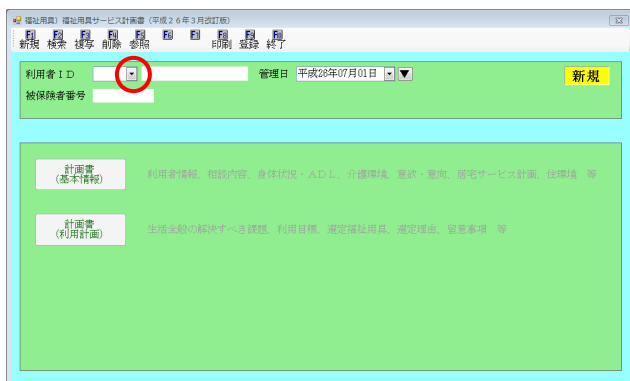 福祉用具) 福祉用具サービス計画書 (平成26年3月改訂版)
F1 F2 F3 F4 F5 F6
新規 検索 複写 削除 参照 印刷 登録 終了
利用者ID 管理日 平成26年07月01日 新規
被保険者番号
計画書
(基本情報)
利用者情報、相談内容、身体状況・ADL、介護環境、意欲・意向、居宅サービス計画、住環境 等
計画書
(利用計画)
生活全般の解決すべき課題、利用目標、選定福祉用具、選定理由、留意事項 等